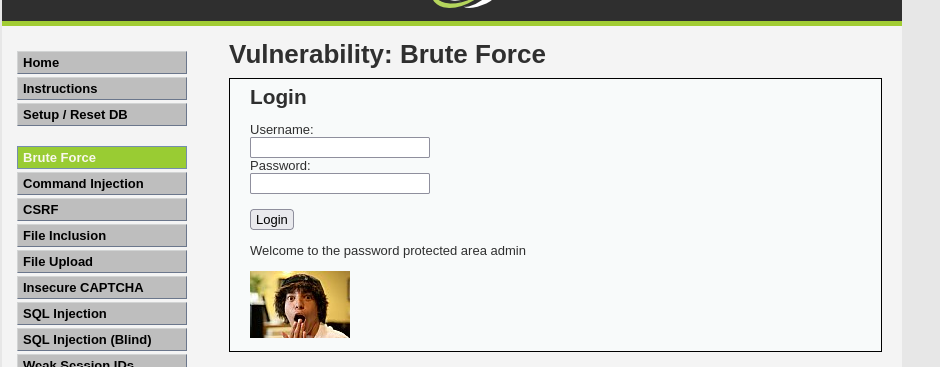 Vulnerability: Brute Force
Home
Instructions
Setup / Reset DB
Brute Force
Command Injection
CSRF
File Inclusion
File Upload
Insecure CAPTCHA
SQL Injection
SQL Injection (Blind)
Weak Session IDs
Login
Username:
Password:
Login
Welcome to the password protected area admin